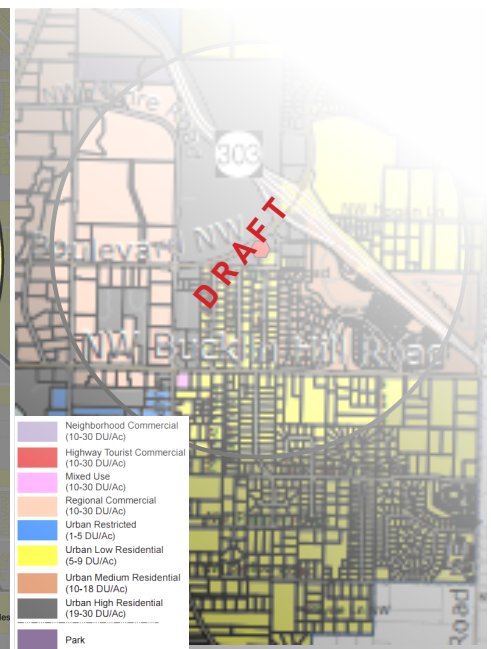 303
NW
Boulevard NW
DRAFT
NW Bucklin Hill Road
Road
Neighborhood Commercial
(10-30 DU/Ac)
Highway Tourist Commercial
(10-30 DU/Ac)
Mixed Use
(10-30 DU/Ac)
Regional Commercial
(10-30 DU/Ac)
Urban Restricted
(1-5 DU/Ac)
Urban Low Residential
(5-9 DU/Ac)
Urban Medium Residential
(10-18 DU/Ac)
Urban High Residential
(19-30 DU/Ac)
Park